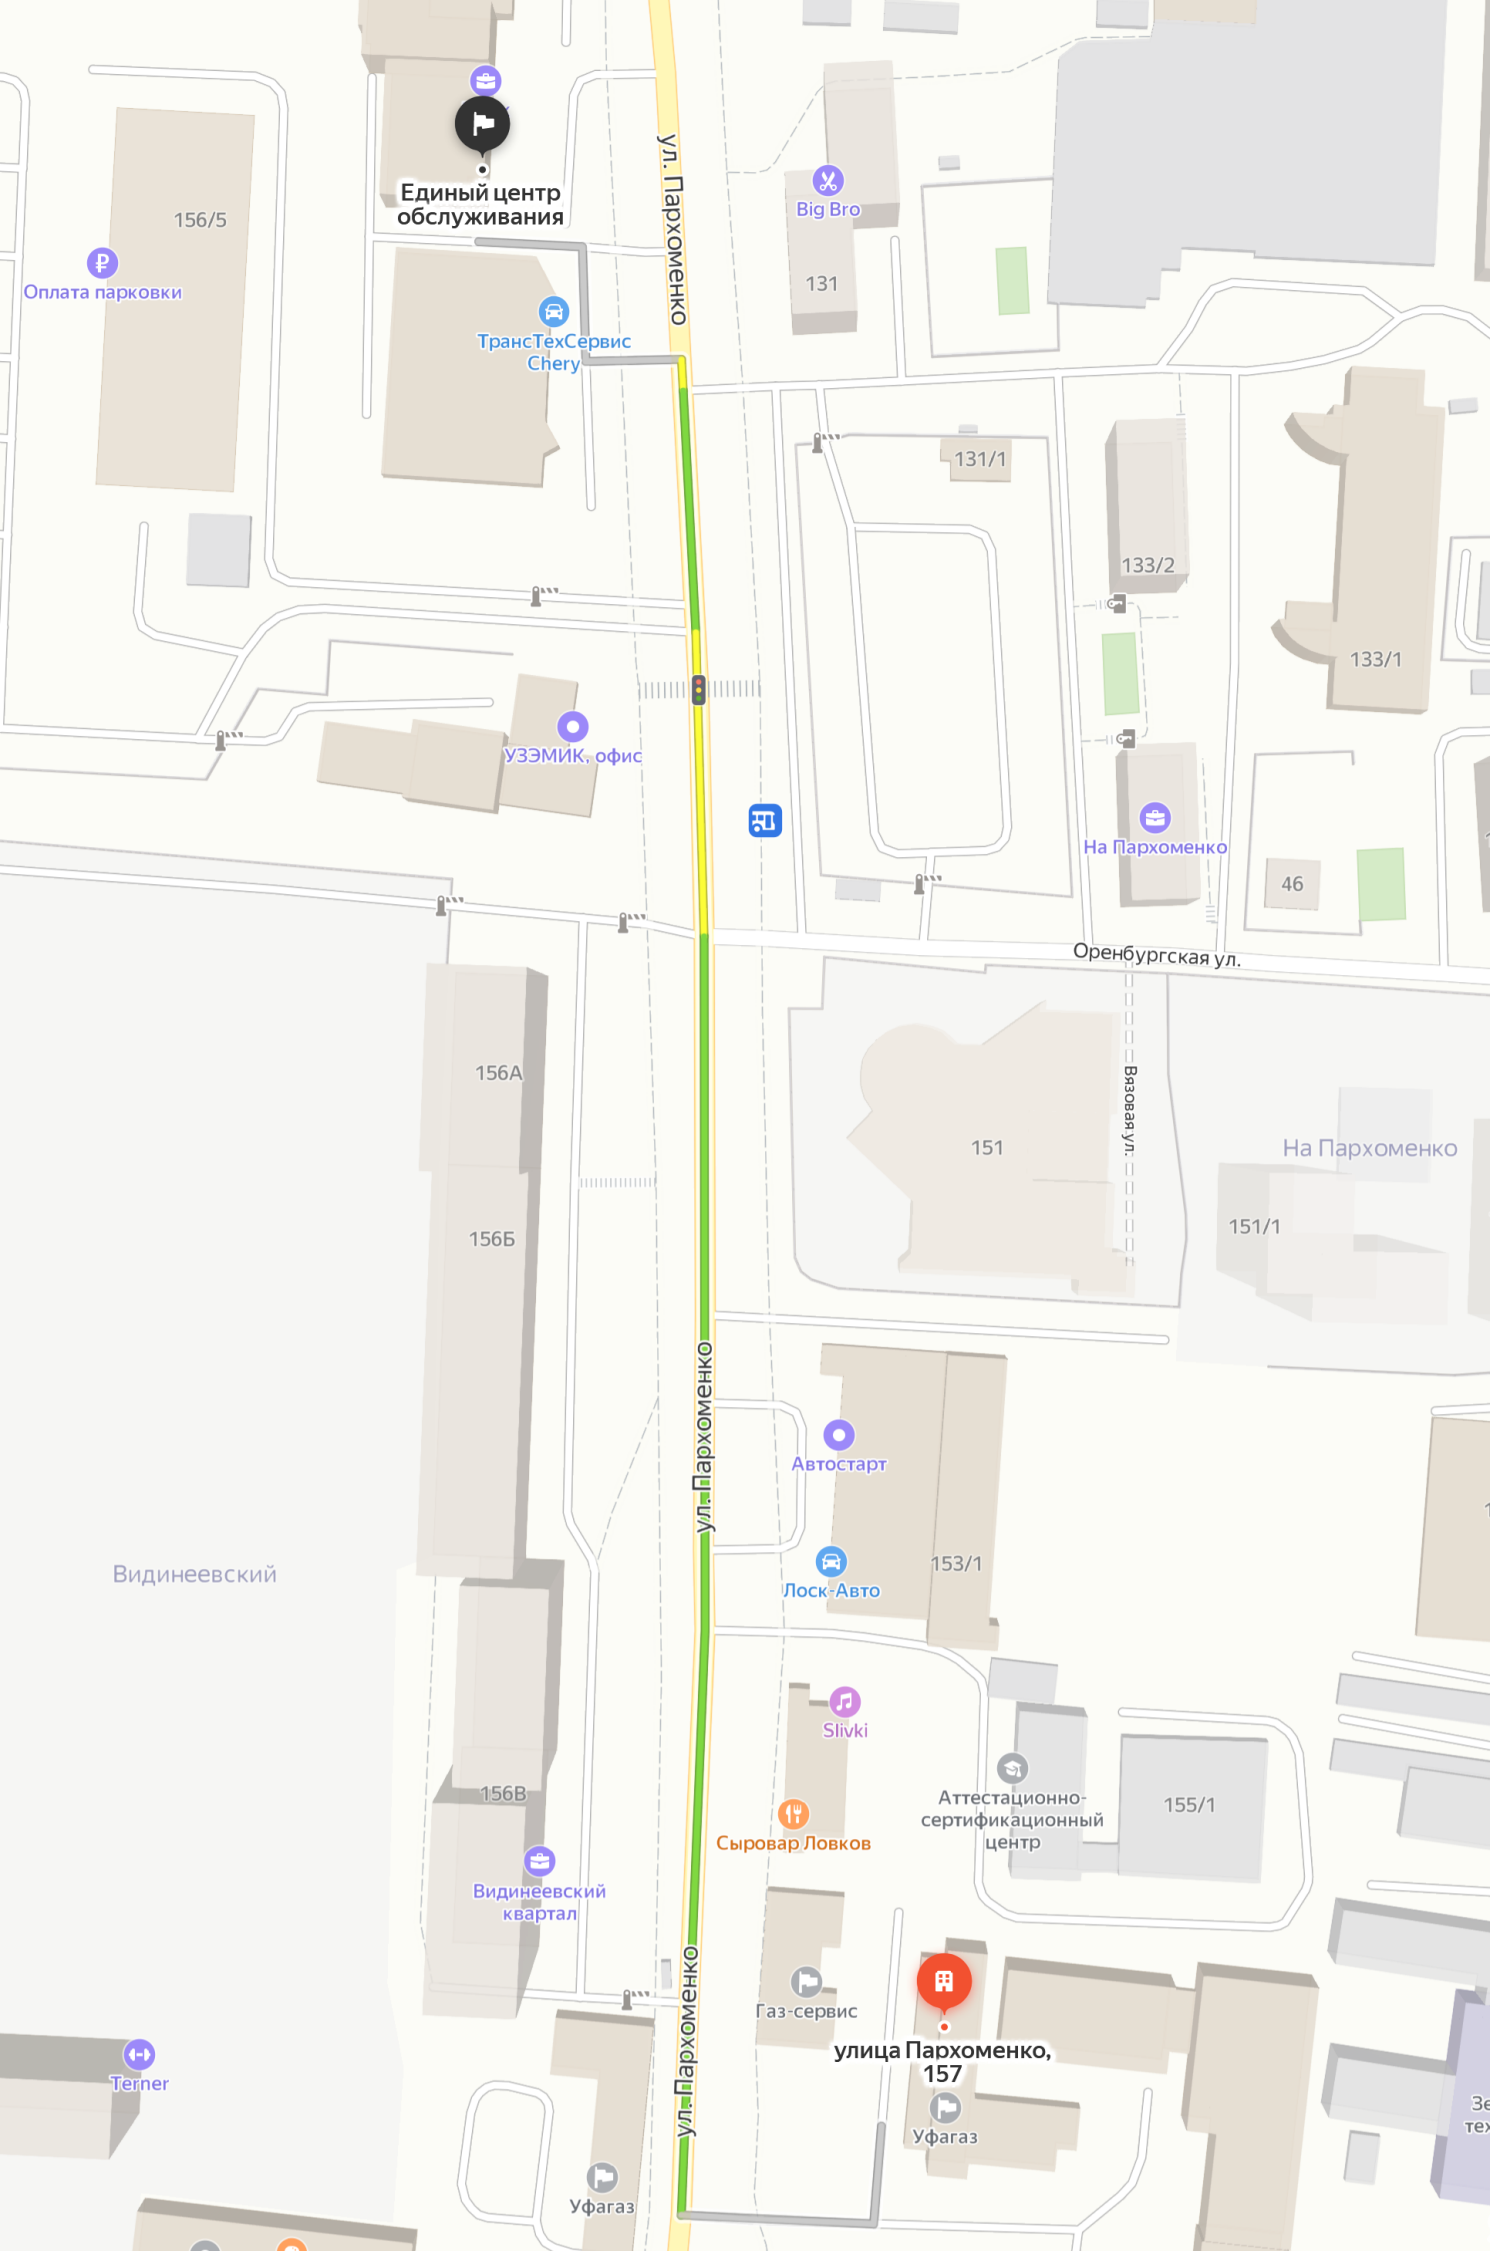 ул. Пархоменко
Единый центр
обслуживания
156/5
Оплата парковки
Big Bro
131
ТрансТехСервис
Chery
131/1
133/2
133/1
УЗЭМИК, офис
На Пархоменко
46
Оренбургская ул.
156А
Вязовая ул.
151
На Пархоменко
156Б
151/1
ул. Пархоменко
Автостарт
153/1
Лоск-Авто
Видинеевский
Slivki
156В
Аттестационно-
сертификационный
центр
155/1
Сыровар Ловков
Видинеевский
квартал
ул. Пархоменко
Газ-сервис
улица Пархоменко,
157
Terner
Уфагаз
Уфагаз